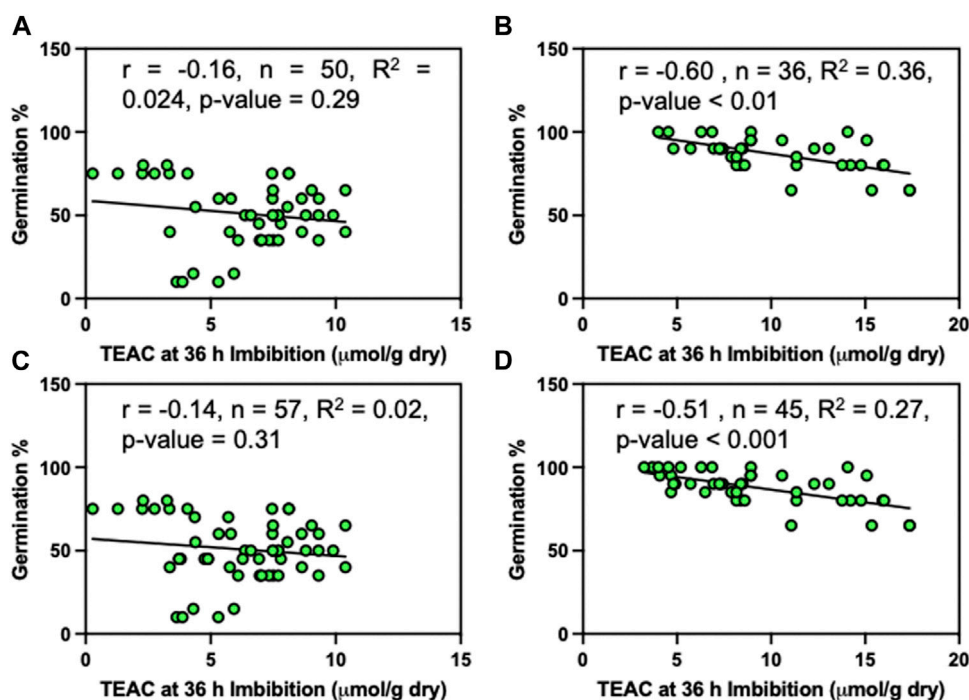 A
r = -0.16, n = 50, R² =
0.024, p-value = 0.29
Germination %
150
100
50
0
0 5 10 15
TEAC at 36 h Imbibition (μmol/g dry)
B
r = -0.60 , n = 36, R² = 0.36,
p-value < 0.01
Germination %
150
100
50
0
0 5 10 15 20
TEAC at 36 h Imbibition (μmol/g dry)
C
r = -0.14, n = 57, R² = 0.02,
p-value = 0.31
Germination %
150
100
50
0
0 5 10 15
TEAC at 36 h Imbibition (μmol/g dry)
D
r = -0.51 , n = 45, R² = 0.27,
p-value < 0.001
Germination %
150
100
50
0
0 5 10 15 20
TEAC at 36 h Imbibition (μmol/g dry)